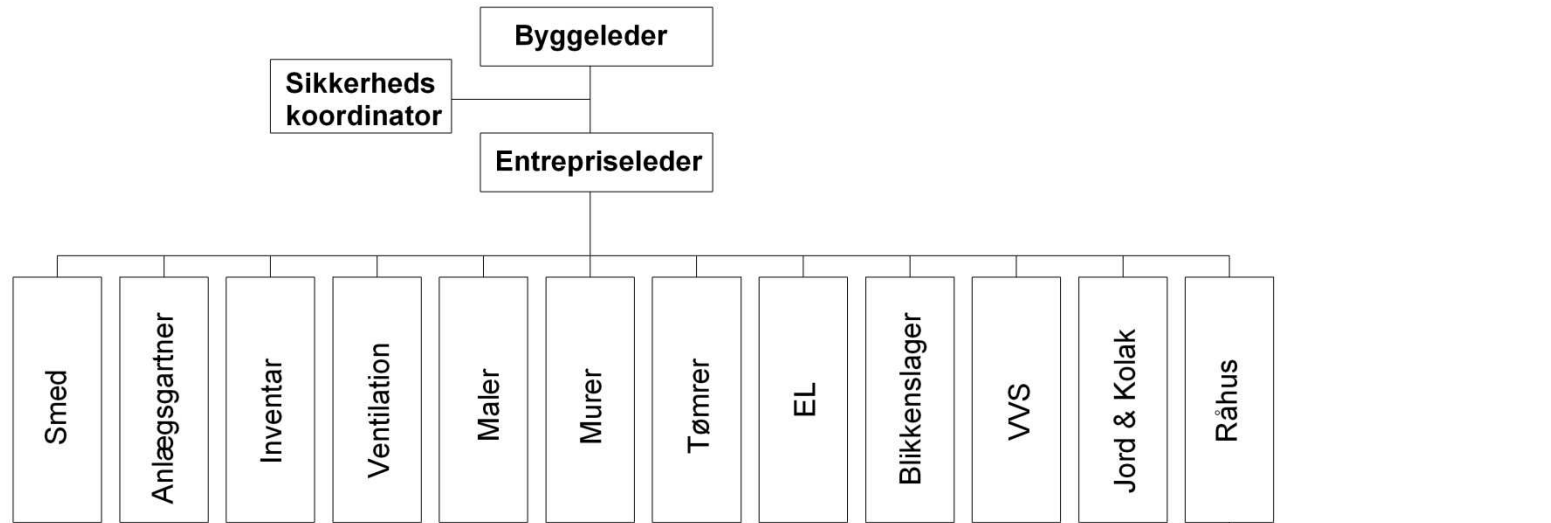 Byggeleder
Sikkerheds
koordinator
Entrepriseleder
Smed
Anlægsgartner
Inventar
Ventilation
Maler
Murer
Tømrer
EL
Blikkenslager
VVS
Jord & Kolak
Råhus